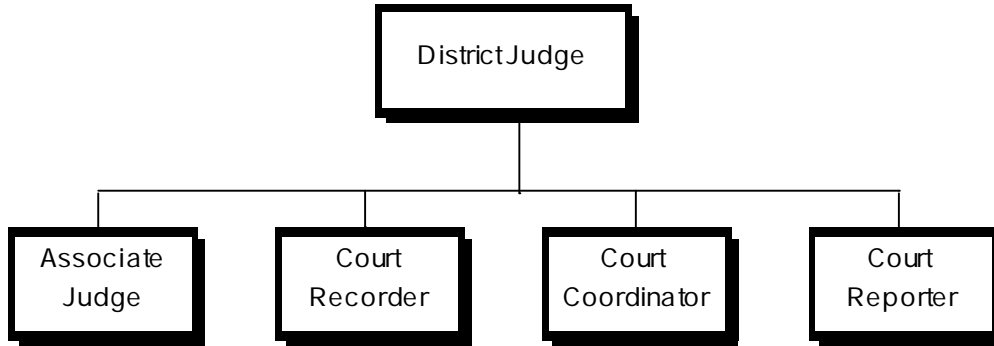 District Judge
Associate
Judge
Court
Recorder
Court
Coordinator
Court
Reporter